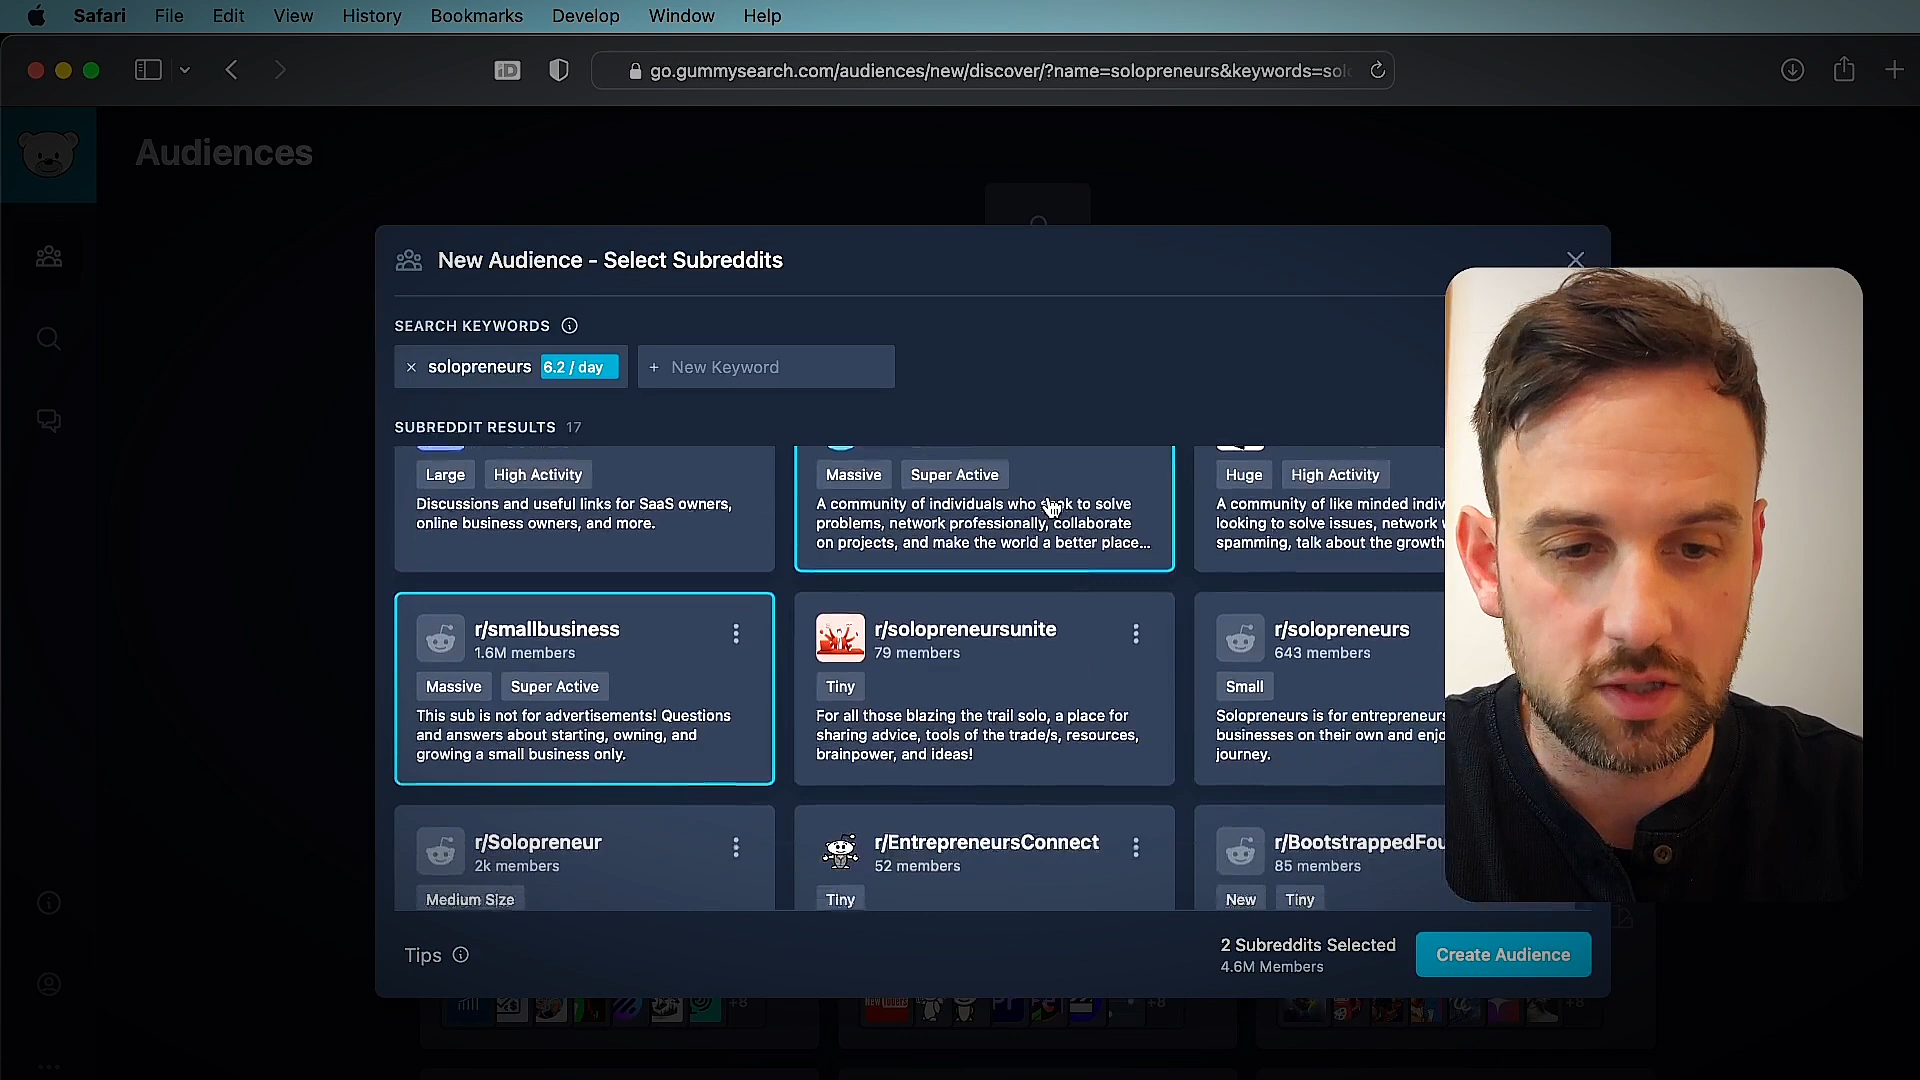 Safari File Edit View History Bookmarks Develop Window Help
iD
go.gummysearch.com/audiences/new/discover/?name=solopreneurs&keywords=solo
Audiences
New Audience - Select Subreddits
SEARCH KEYWORDS
solopreneurs 6.2 / day
+ New Keyword
SUBREDDIT RESULTS 17
Large High Activity
Discussions and useful links for SaaS owners,
online business owners, and more.
Massive Super Active
A community of individuals who seek to solve
problems, network professionally, collaborate
on projects, and make the world a better place...
Huge High Activity
A community of like minded indiv
looking to solve issues, network
spamming, talk about the growth
r/smallbusiness
1.6M members
Massive Super Active
This sub is not for advertisements! Questions
and answers about starting, owning, and
growing a small business only.
r/solopreneursunite
79 members
Tiny
For all those blazing the trail solo, a place for
sharing advice, tools of the trade/s, resources,
brainpower, and ideas!
r/solopreneurs
643 members
Small
Solopreneurs is for entrepreneurs
businesses on their own and enjo
journey.
r/Solopreneur
2k members
Medium Size
r/EntrepreneursConnect
52 members
Tiny
r/BootstrappedFou
85 members
New Tiny
Tips
2 Subreddits Selected
4.6M Members
Create Audience
+8
+8
+8